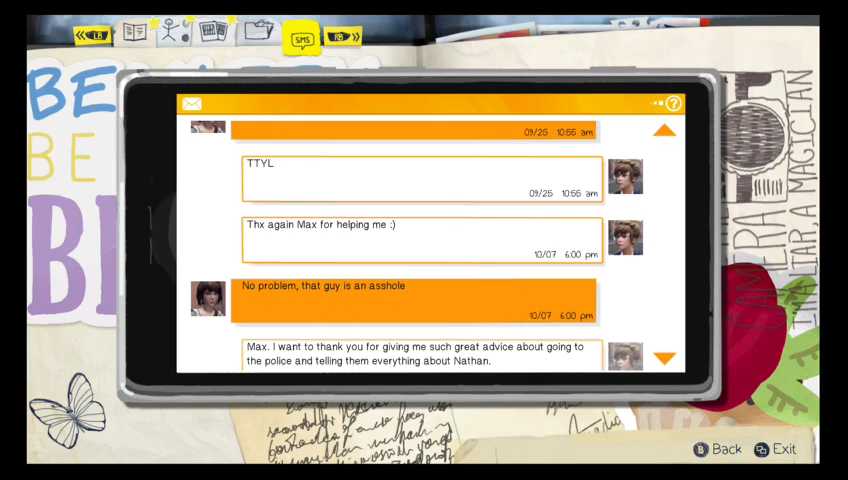 LB
SMS
RB
BE
BE
09/25 10:55 am
TTYL
09/25 10:55 am
Thx again Max for helping me :)
10/07 6:00 pm
No problem, that guy is an asshole
10/07 6:00 pm
Max. I want to thank you for giving me such great advice about going to
the police and telling them everything about Nathan.
CAMERA
I'M A LIAR, A MAGICIAN
B Back
Exit